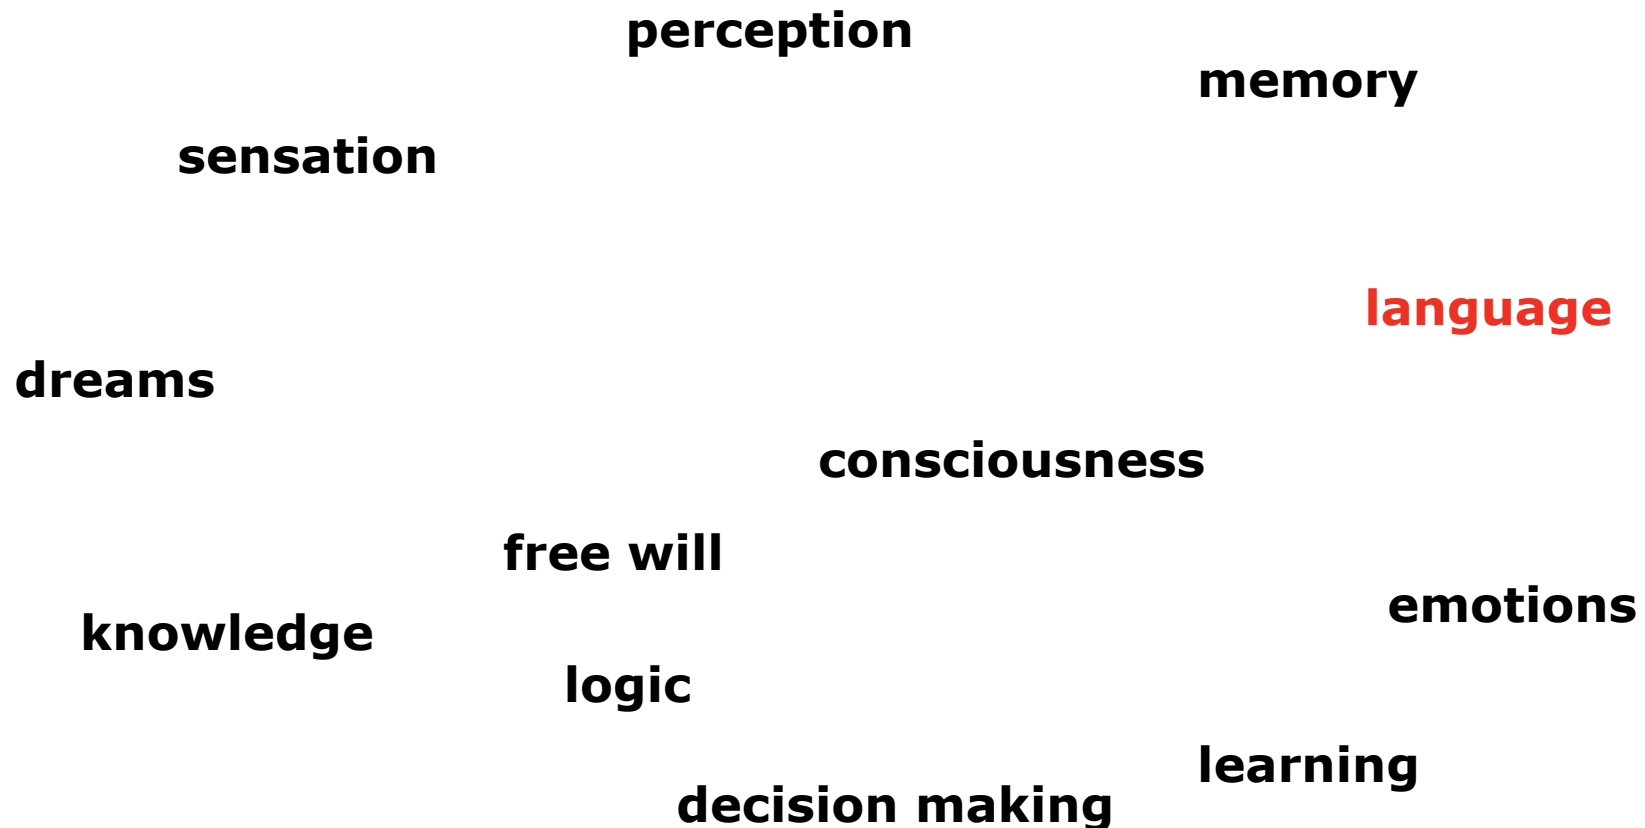 perception
memory
sensation
language
dreams
consciousness
free will
emotions
knowledge
logic
learning
decision making